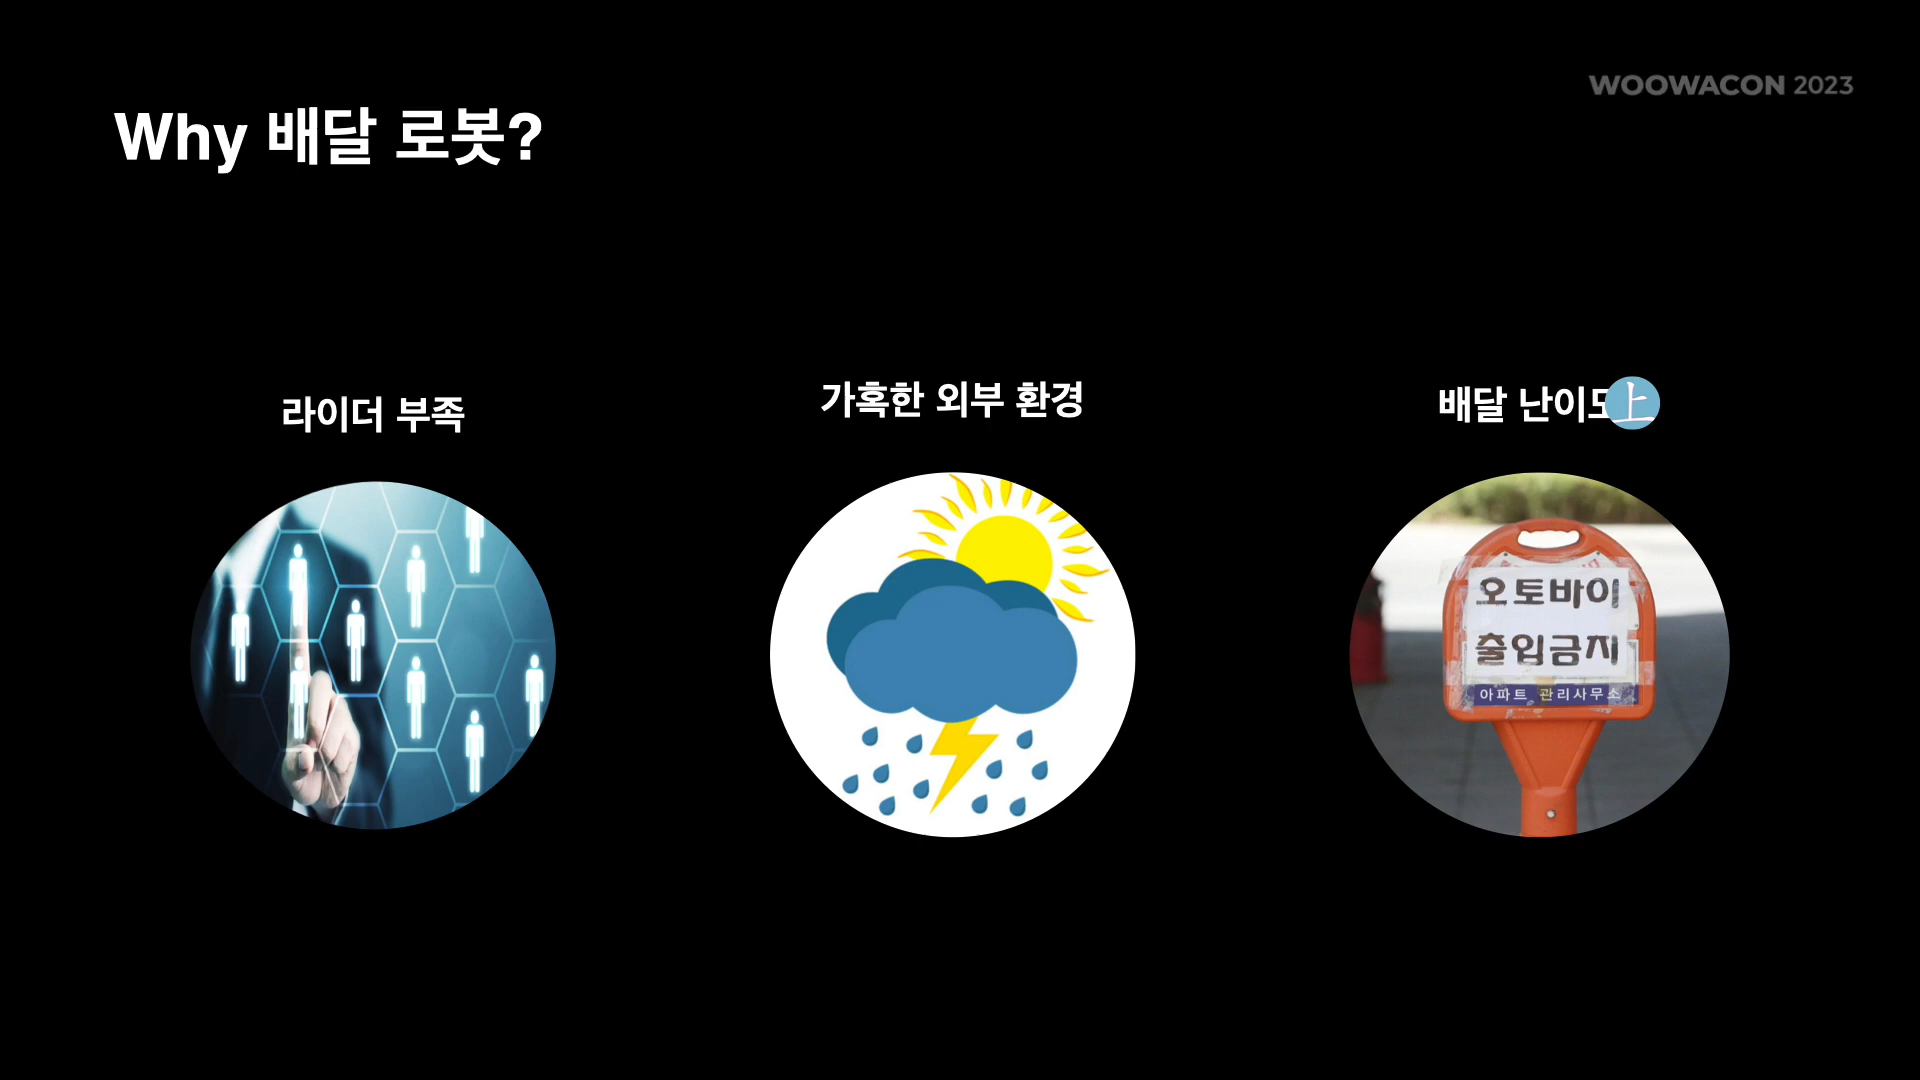 WOOWACON 2023
Why 배달 로봇?
라이더 부족
가혹한 외부 환경
배달 난이도 上
오토바이
출입금지
아파트 관리사무소